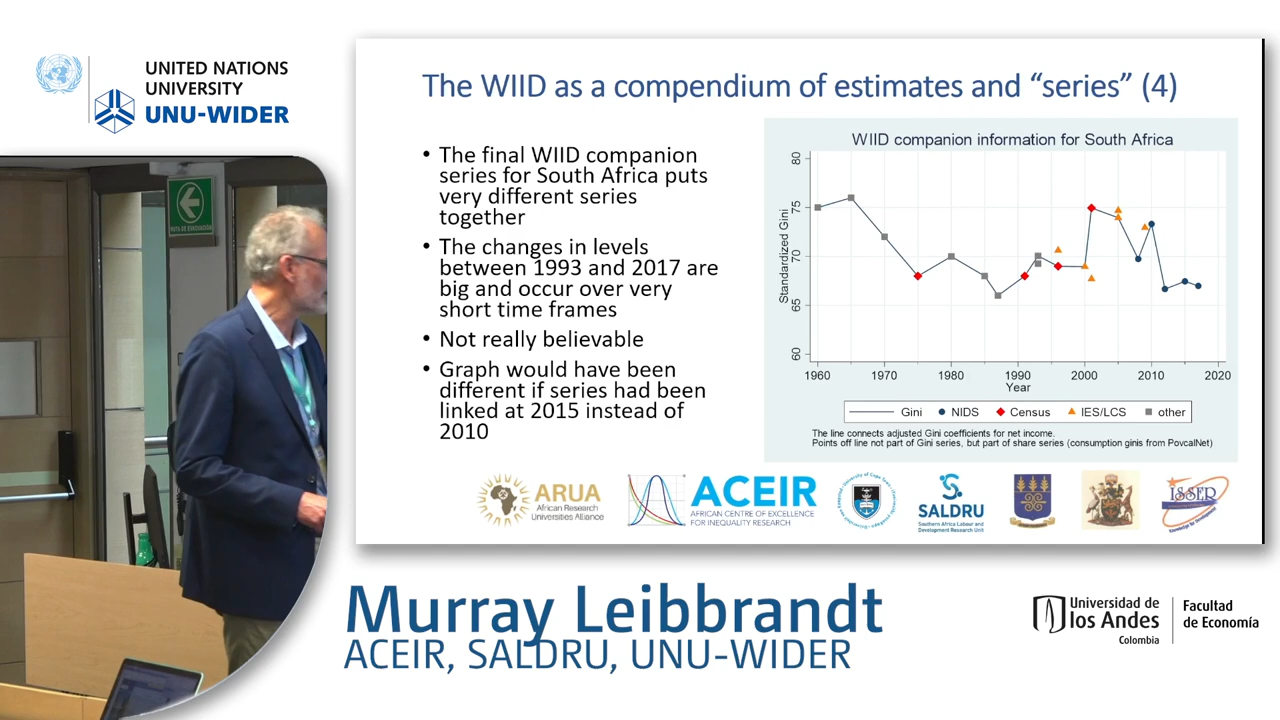 UNITED NATIONS
UNIVERSITY
UNU-WIDER
The WIID as a compendium of estimates and “series” (4)
• The final WIID companion
series for South Africa puts
very different series
together
• The changes in levels
between 1993 and 2017 are
big and occur over very
short time frames
• Not really believable
• Graph would have been
different if series had been
linked at 2015 instead of
2010
WIID companion information for South Africa
Standardized Gini
80
75
70
65
60
1960 1970 1980 1990 2000 2010 2020
Year
Gini NIDS Census IES/LCS other
The line connects adjusted Gini coefficients for net income.
Points off line not part of Gini series, but part of share series (consumption ginis from PovcalNet)
ARUA
African Research
Universities Alliance
ACEIR
AFRICAN CENTRE OF EXCELLENCE
FOR INEQUALITY RESEARCH
SALDRU
Southern Africa Labour and
Development Research Unit
ISSER
Knowledge for Development
Murray Leibbrandt
ACEIR, SALDRU, UNU-WIDER
Universidad de
los Andes
Colombia
Facultad
de Economía